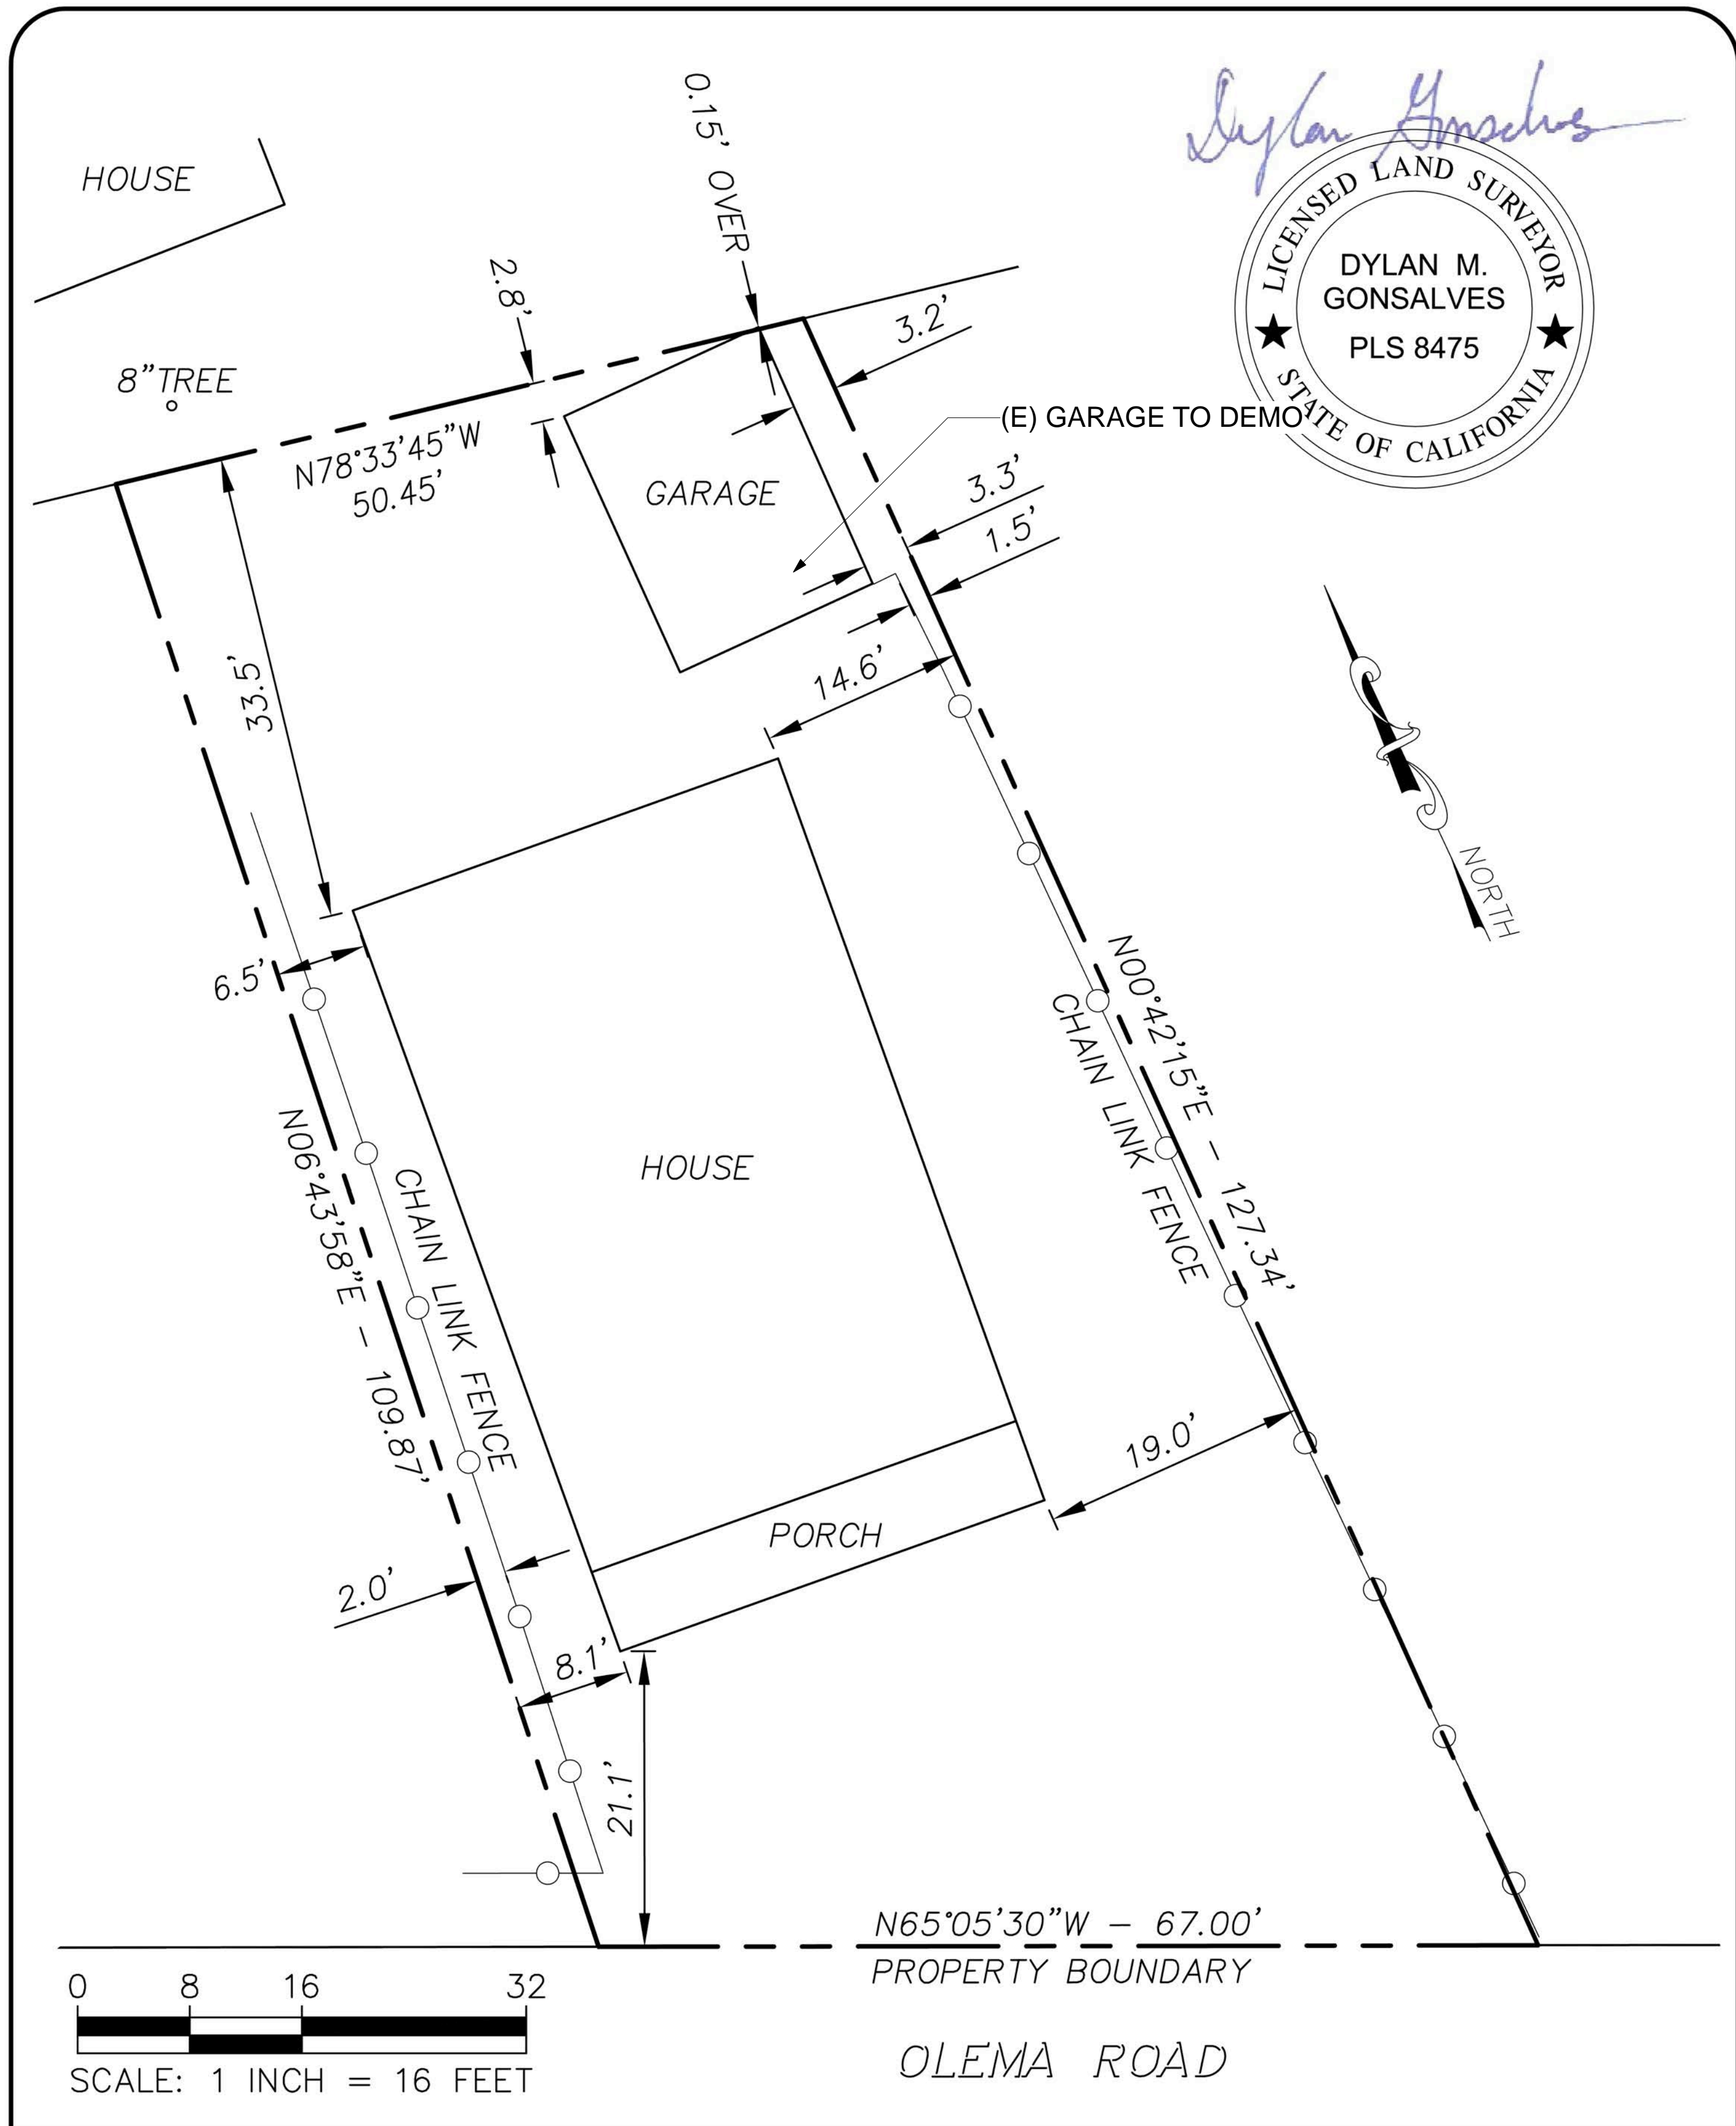 Dylan Gonsalves
LICENSED LAND SURVEYOR
DYLAN M.
GONSALVES
PLS 8475
STATE OF CALIFORNIA
HOUSE
0.15' OVER
2.8'
3.2'
8"TREE
(E) GARAGE TO DEMO
N78°33'45"W
50.45'
GARAGE
3.3'
1.5'
33.5'
14.6'
NORTH
6.5'
N00°42'15"E - 127.34'
CHAIN LINK FENCE
N06°43'58"E - 109.87'
CHAIN LINK FENCE
HOUSE
19.0'
PORCH
2.0'
8.1'
21.1'
N65°05'30"W - 67.00'
PROPERTY BOUNDARY
0 8 16 32
SCALE: 1 INCH = 16 FEET
OLEMA ROAD